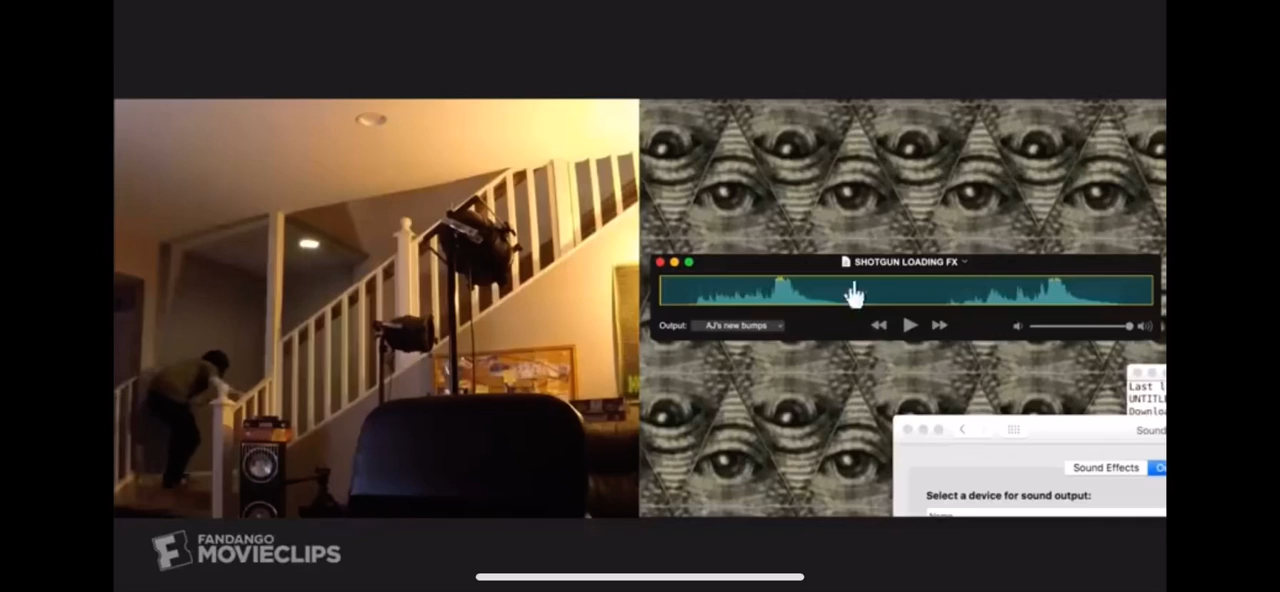 SHOTGUN LOADING FX
Output: AJ's new bumps
Last l
UNTITL
Downlo
Sound
Sound Effects
Select a device for sound output:
FANDANGO
MOVIECLIPS